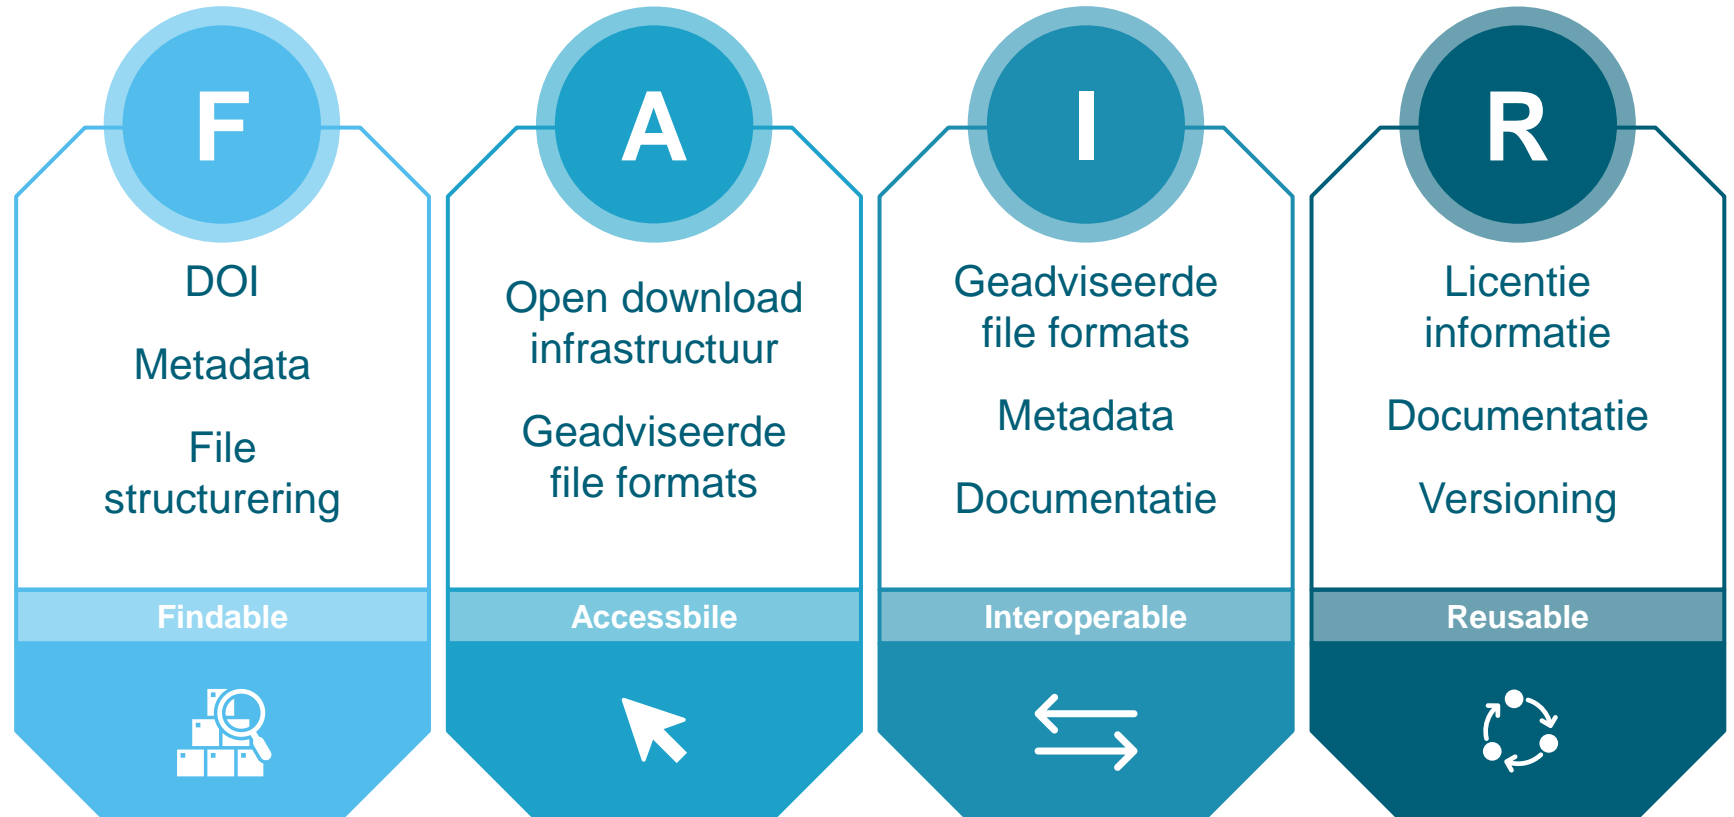 F
DOI
Metadata
File
structurering
Findable
A
Open download
infrastructuur
Geadviseerde
file formats
Accessbile
I
Geadviseerde
file formats
Metadata
Documentatie
Interoperable
R
Licentie
informatie
Documentatie
Versioning
Reusable